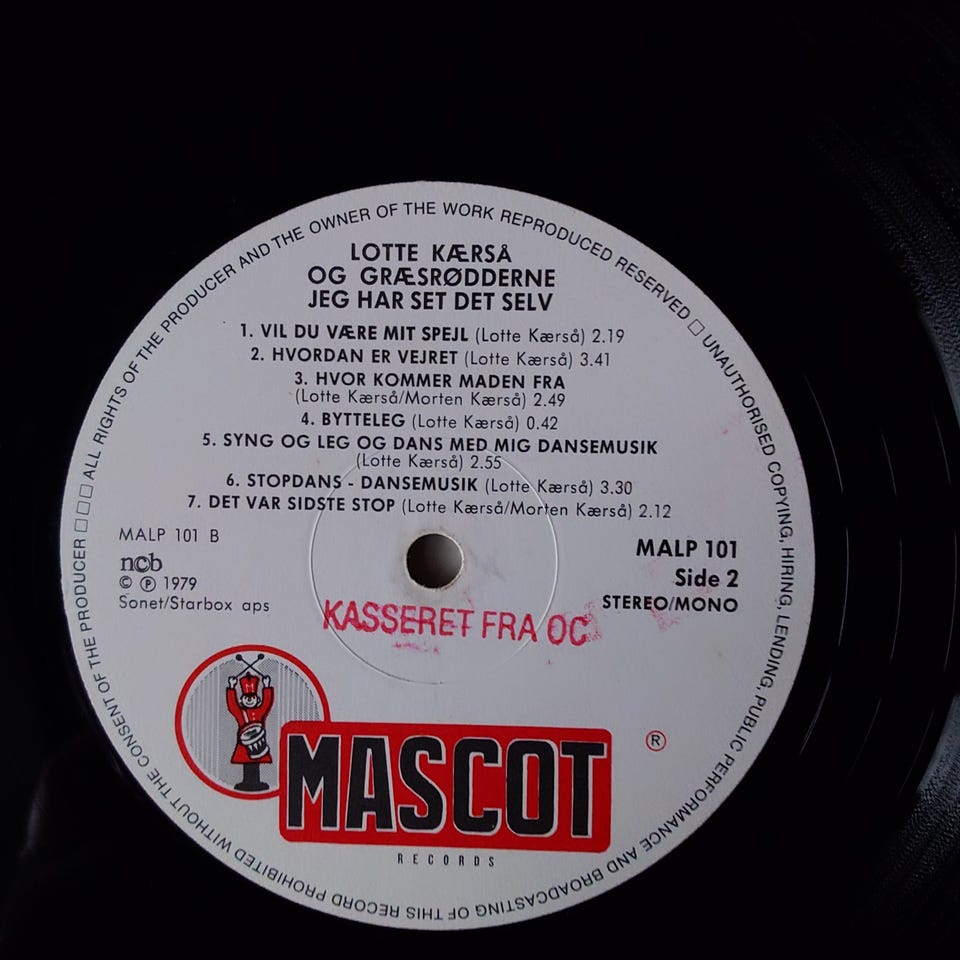 ALL RIGHTS OF THE PRODUCER AND THE OWNER OF THE WORK REPRODUCED RESERVED □ UNAUTHORISED COPYING, HIRING, LENDING, PUBLIC PERFORMANCE AND BROADCASTING OF THIS RECORD PROHIBITED WITHOUT THE CONSENT OF THE PRODUCER □□□
LOTTE KÆRSÅ
OG GRÆSRØDDERNE
JEG HAR SET DET SELV
1. VIL DU VÆRE MIT SPEJL (Lotte Kærså) 2.19
2. HVORDAN ER VEJRET (Lotte Kærså) 3.41
3. HVOR KOMMER MADEN FRA
(Lotte Kærså/Morten Kærså) 2.49
4. BYTTELEG (Lotte Kærså) 0.42
5. SYNG OG LEG OG DANS MED MIG DANSEMUSIK
(Lotte Kærså) 2.55
6. STOPDANS - DANSEMUSIK (Lotte Kærså) 3.30
7. DET VAR SIDSTE STOP (Lotte Kærså/Morten Kærså) 2.12
MALP 101 B
ncb
© ℗ 1979
Sonet/Starbox aps
MALP 101
Side 2
STEREO/MONO
KASSERET FRA OC
M
MASCOT ®
RECORDS